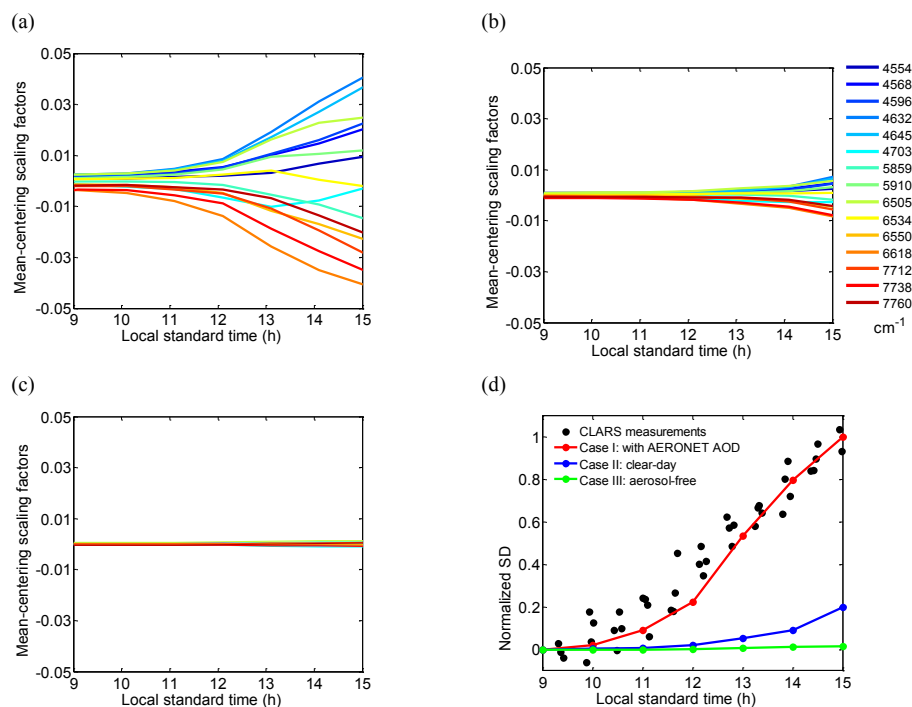 (a)
0.05
0.03
0.01
-0.01
-0.03
-0.05
Mean-centering scaling factors
9 10 11 12 13 14 15
Local standard time (h)
(b)
0.05
0.03
0.01
-0.01
-0.03
-0.05
Mean-centering scaling factors
9 10 11 12 13 14 15
Local standard time (h)
4554
4568
4596
4632
4645
4703
5859
5910
6505
6534
6550
6618
7712
7738
7760
cm⁻¹
(c)
0.05
0.03
0.01
-0.01
-0.03
-0.05
Mean-centering scaling factors
9 10 11 12 13 14 15
Local standard time (h)
(d)
CLARS measurements
Case I: with AERONET AOD
Case II: clear-day
Case III: aerosol-free
1
0.8
0.6
0.4
0.2
0
Normalized SD
9 10 11 12 13 14 15
Local standard time (h)